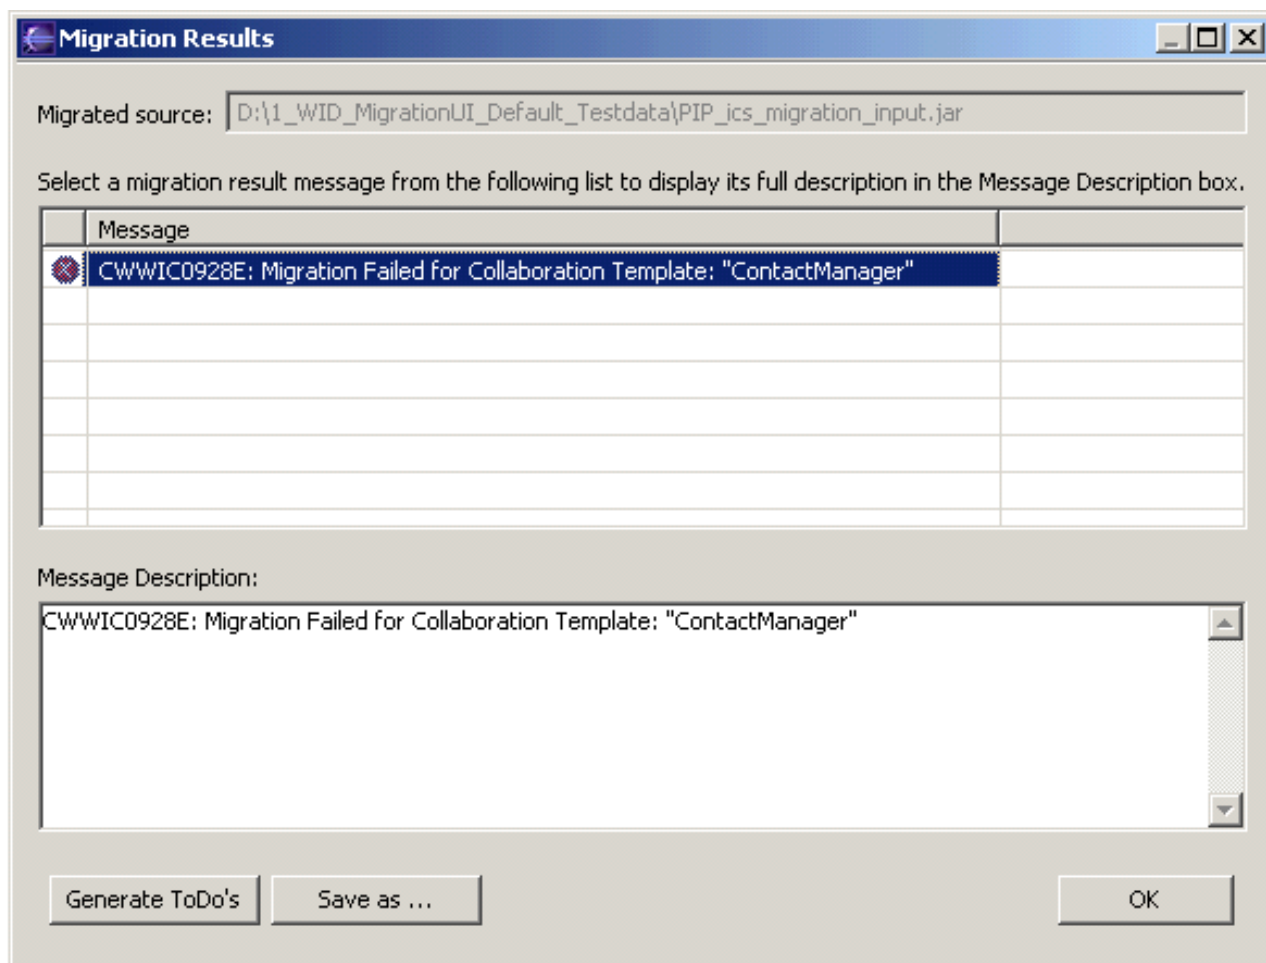 Migration Results
Migrated source: D:\1_WID_MigrationUI_Default_Testdata\PIP_ics_migration_input.jar
Select a migration result message from the following list to display its full description in the Message Description box.
Message
CWWIC0928E: Migration Failed for Collaboration Template: "ContactManager"
Message Description:
CWWIC0928E: Migration Failed for Collaboration Template: "ContactManager"
Generate ToDo's Save as ... OK